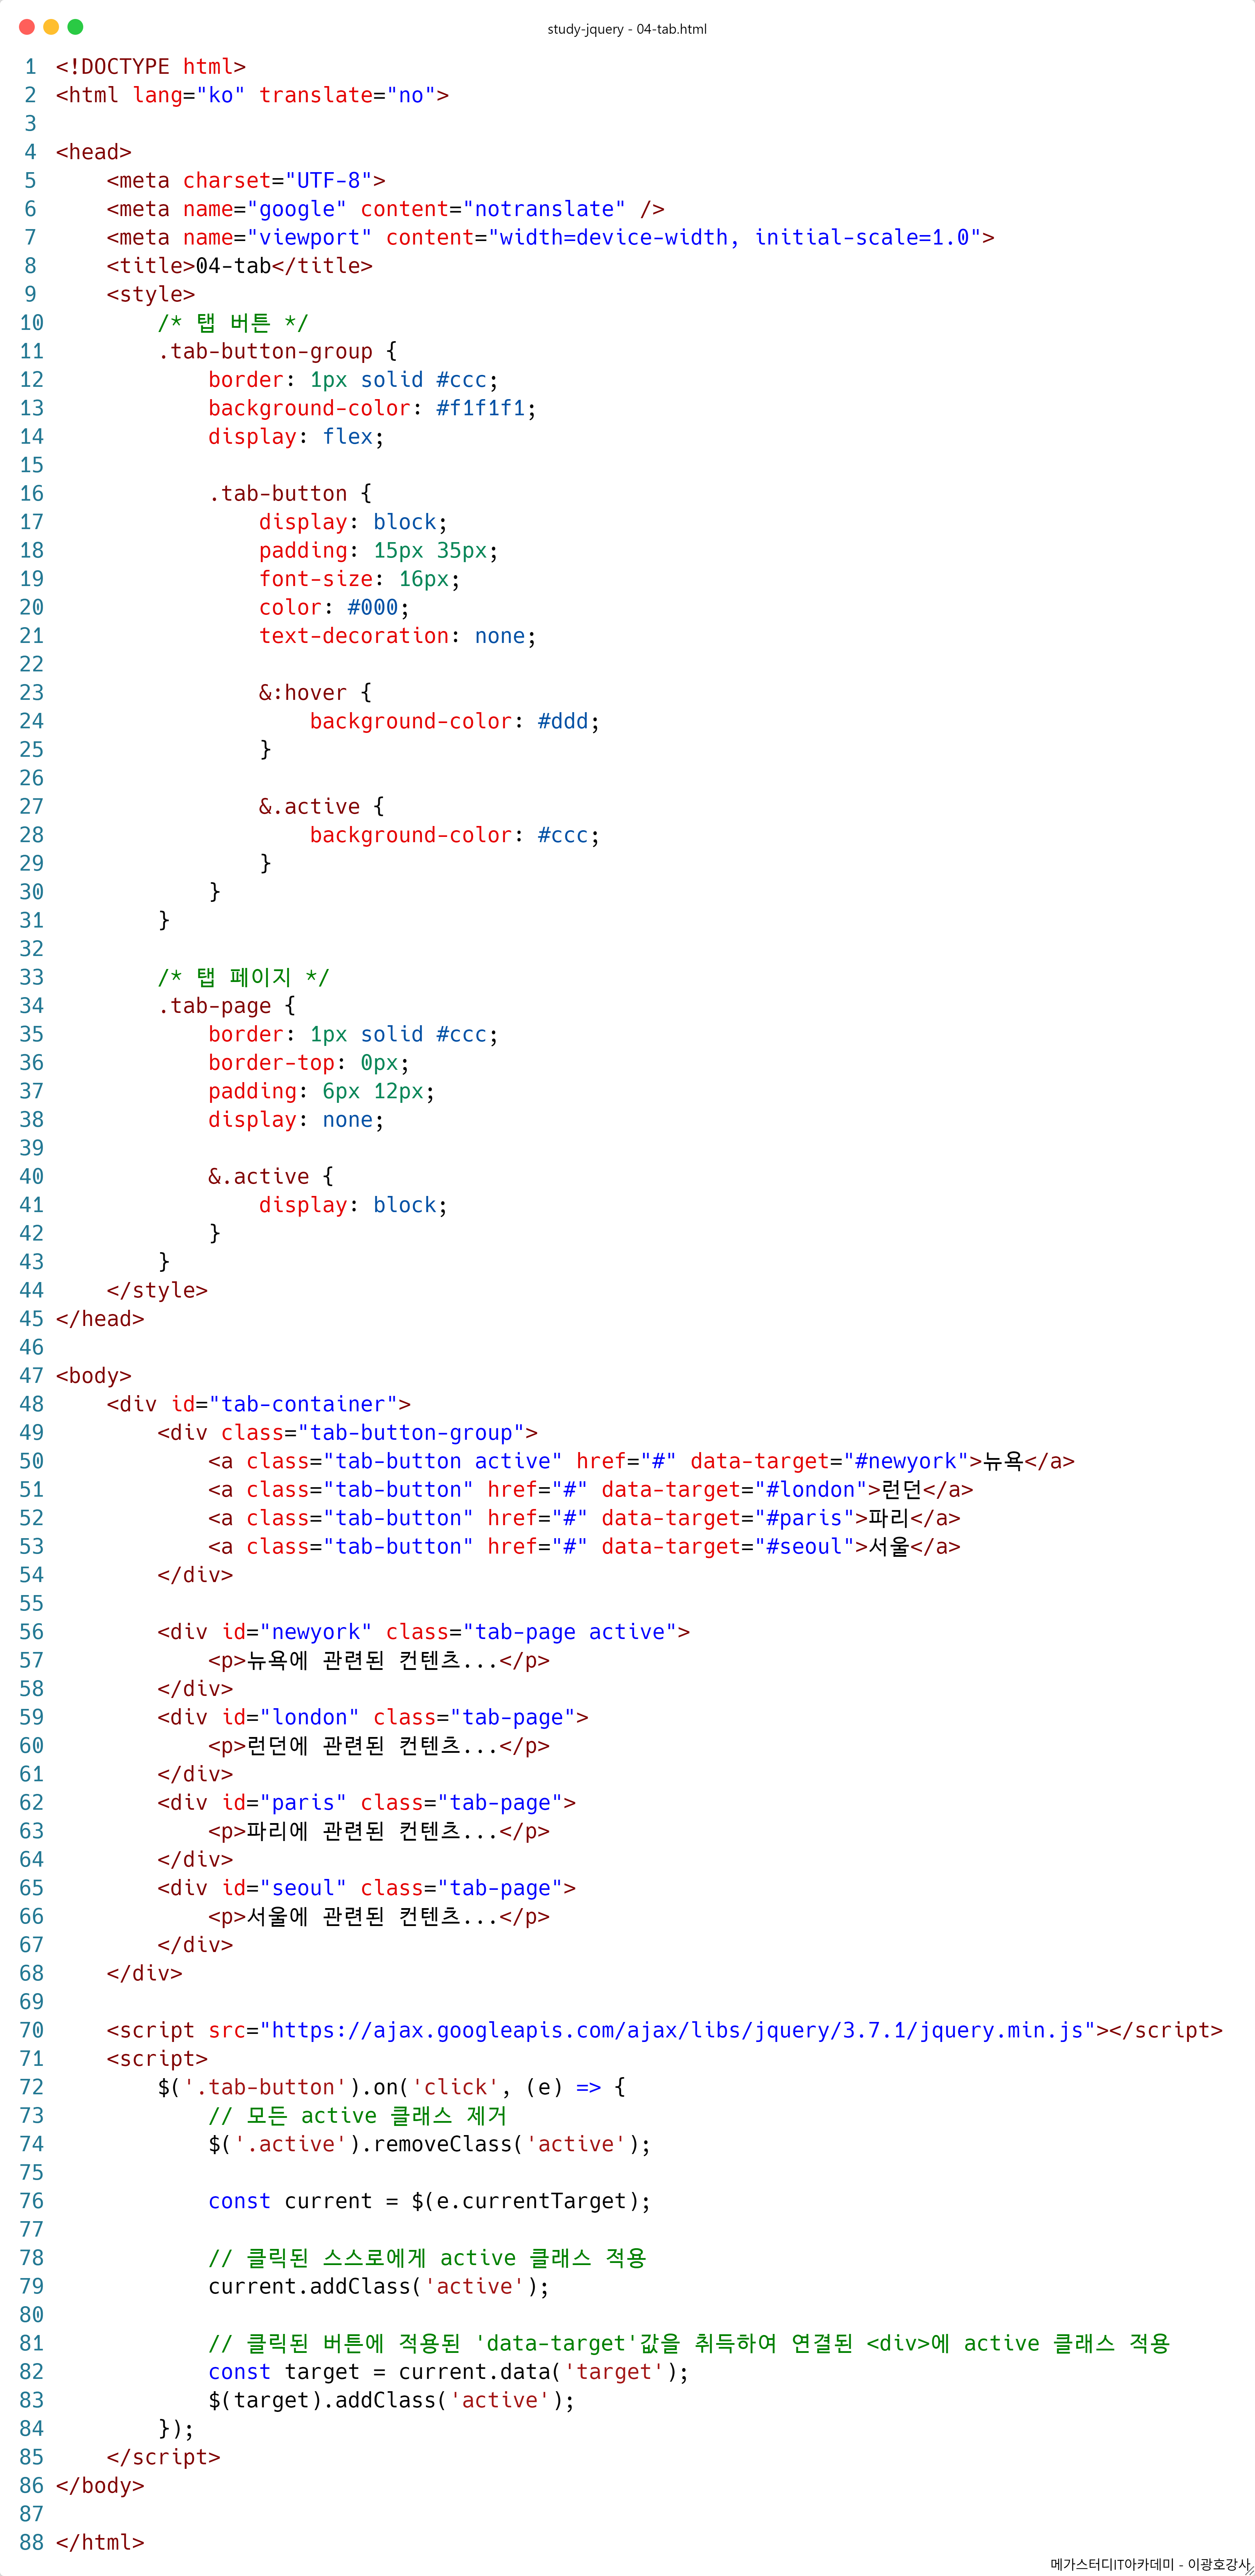 study-jquery - 04-tab.html
1 <!DOCTYPE html>
2 <html lang="ko" translate="no">
3
4 <head>
5     <meta charset="UTF-8">
6     <meta name="google" content="notranslate" />
7     <meta name="viewport" content="width=device-width, initial-scale=1.0">
8     <title>04-tab</title>
9     <style>
10         /* 탭 버튼 */
11         .tab-button-group {
12             border: 1px solid #ccc;
13             background-color: #f1f1f1;
14             display: flex;
15
16             .tab-button {
17                 display: block;
18                 padding: 15px 35px;
19                 font-size: 16px;
20                 color: #000;
21                 text-decoration: none;
22
23                 &:hover {
24                     background-color: #ddd;
25                 }
26
27                 &.active {
28                     background-color: #ccc;
29                 }
30             }
31         }
32
33         /* 탭 페이지 */
34         .tab-page {
35             border: 1px solid #ccc;
36             border-top: 0px;
37             padding: 6px 12px;
38             display: none;
39
40             &.active {
41                 display: block;
42             }
43         }
44     </style>
45 </head>
46
47 <body>
48     <div id="tab-container">
49         <div class="tab-button-group">
50             <a class="tab-button active" href="#" data-target="#newyork">뉴욕</a>
51             <a class="tab-button" href="#" data-target="#london">런던</a>
52             <a class="tab-button" href="#" data-target="#paris">파리</a>
53             <a class="tab-button" href="#" data-target="#seoul">서울</a>
54         </div>
55
56         <div id="newyork" class="tab-page active">
57             <p>뉴욕에 관련된 컨텐츠...</p>
58         </div>
59         <div id="london" class="tab-page">
60             <p>런던에 관련된 컨텐츠...</p>
61         </div>
62         <div id="paris" class="tab-page">
63             <p>파리에 관련된 컨텐츠...</p>
64         </div>
65         <div id="seoul" class="tab-page">
66             <p>서울에 관련된 컨텐츠...</p>
67         </div>
68     </div>
69
70     <script src="https://ajax.googleapis.com/ajax/libs/jquery/3.7.1/jquery.min.js"></script>
71     <script>
72         $('.tab-button').on('click', (e) => {
73             // 모든 active 클래스 제거
74             $('.active').removeClass('active');
75
76             const current = $(e.currentTarget);
77
78             // 클릭된 스스로에게 active 클래스 적용
79             current.addClass('active');
80
81             // 클릭된 버튼에 적용된 'data-target'값을 취득하여 연결된 <div>에 active 클래스 적용
82             const target = current.data('target');
83             $(target).addClass('active');
84         });
85     </script>
86 </body>
87
88 </html>
메가스터디IT아카데미 - 이광호강사